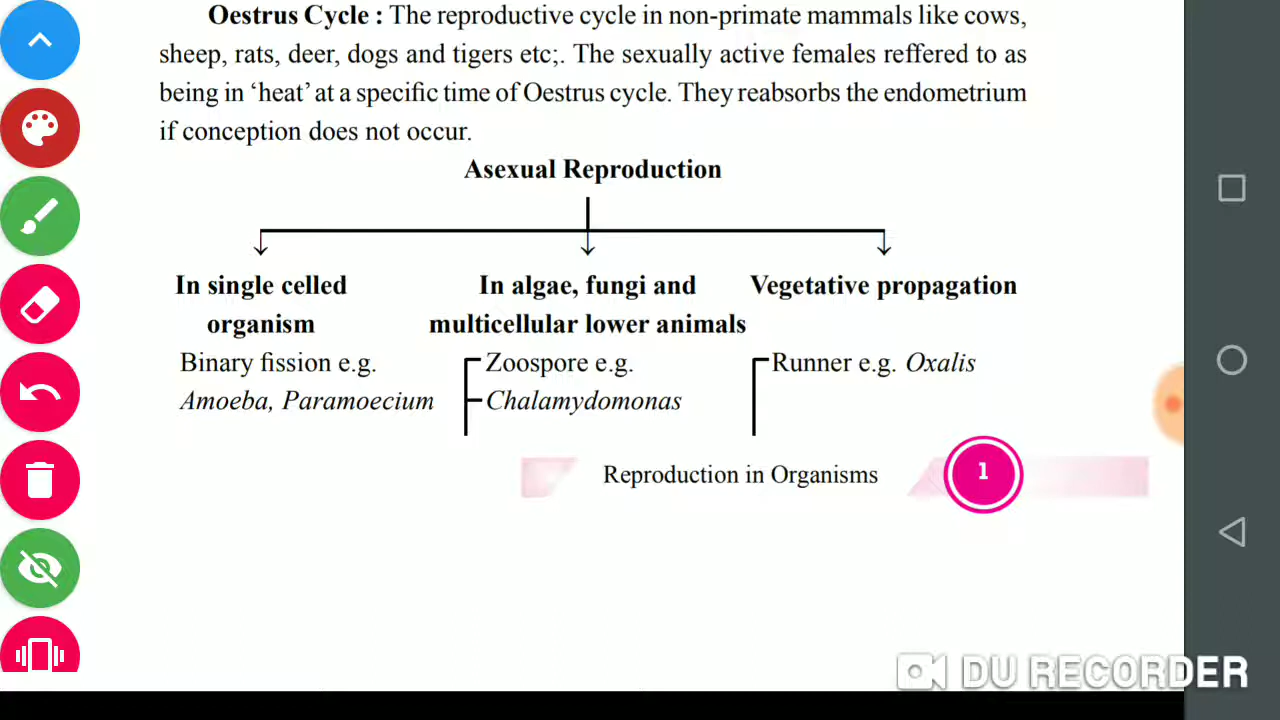 Oestrus Cycle : The reproductive cycle in non-primate mammals like cows,
sheep, rats, deer, dogs and tigers etc;. The sexually active females reffered to as
being in ‘heat’ at a specific time of Oestrus cycle. They reabsorbs the endometrium
if conception does not occur.
Asexual Reproduction
In single celled
organism
Binary fission e.g.
Amoeba, Paramoecium
In algae, fungi and
multicellular lower animals
Zoospore e.g.
Chalamydomonas
Vegetative propagation
Runner e.g. Oxalis
Reproduction in Organisms
1
DU RECORDER